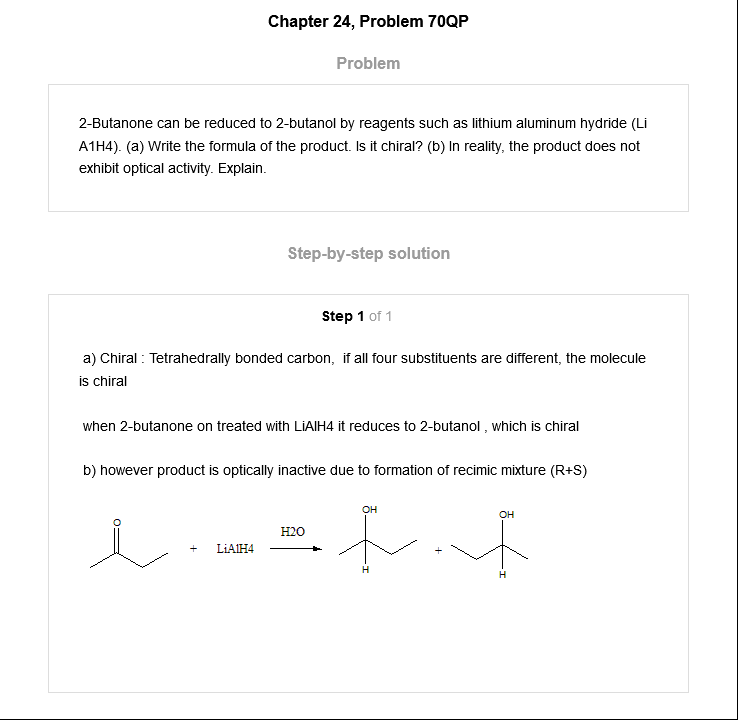 Chapter 24, Problem 70QP
Problem
2-Butanone can be reduced to 2-butanol by reagents such as lithium aluminum hydride (Li
A1H4). (a) Write the formula of the product. Is it chiral? (b) In reality, the product does not
exhibit optical activity. Explain.
Step-by-step solution
Step 1 of 1
a) Chiral : Tetrahedrally bonded carbon, if all four substituents are different, the molecule
is chiral
when 2-butanone on treated with LiAlH4 it reduces to 2-butanol , which is chiral
b) however product is optically inactive due to formation of recimic mixture (R+S)
OH
OH
O
H2O
+ LiAlH4
+
H
H